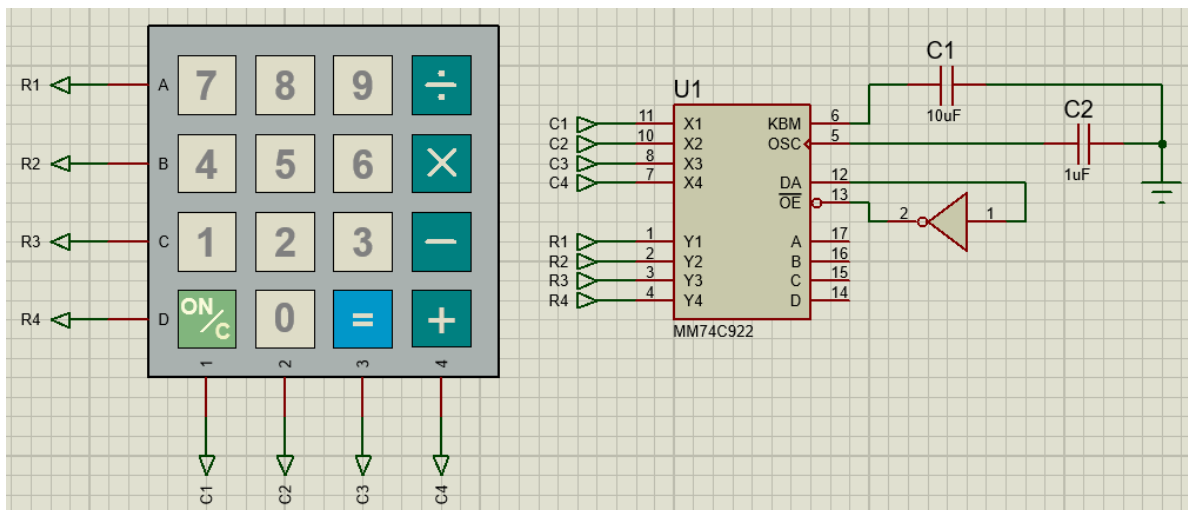 R1
A
7
8
9
÷
R2
B
4
5
6
×
R3
C
1
2
3
−
R4
D
ON/C
0
=
+
1
2
3
4
C1
C2
C3
C4
U1
C1
11
X1
C2
10
X2
C3
8
X3
C4
7
X4
R1
1
Y1
R2
2
Y2
R3
3
Y3
R4
4
Y4
KBM
6
OSC
5
DA
12
OE
13
A
17
B
16
C
15
D
14
MM74C922
C1
10uF
C2
1uF
2
1